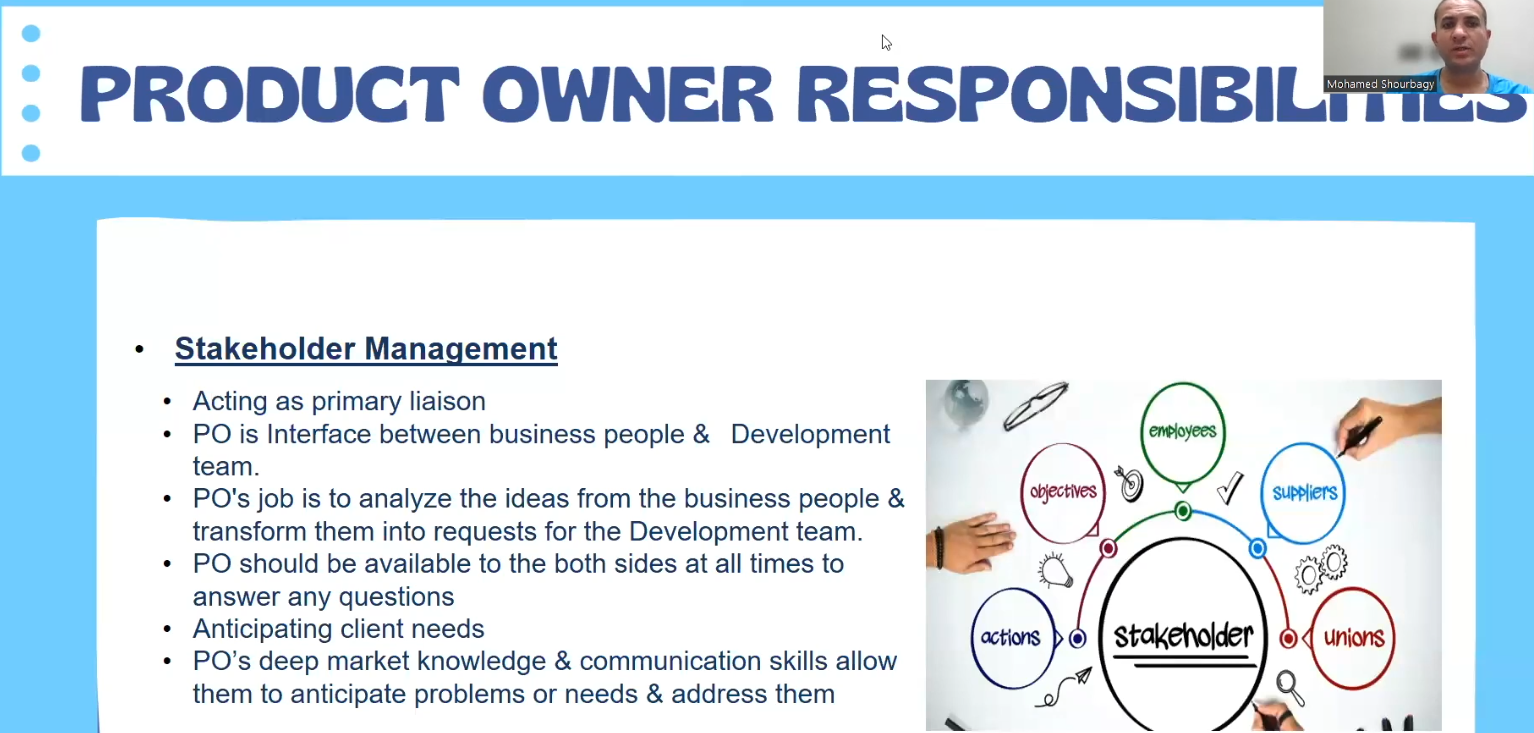 PRODUCT OWNER RESPONSIBILITIES
Mohamed Shourbagy
• Stakeholder Management
• Acting as primary liaison
• PO is Interface between business people & Development
team.
• PO's job is to analyze the ideas from the business people &
transform them into requests for the Development team.
• PO should be available to the both sides at all times to
answer any questions
• Anticipating client needs
• PO’s deep market knowledge & communication skills allow
them to anticipate problems or needs & address them
employees
objectives
suppliers
actions
stakeholder
unions